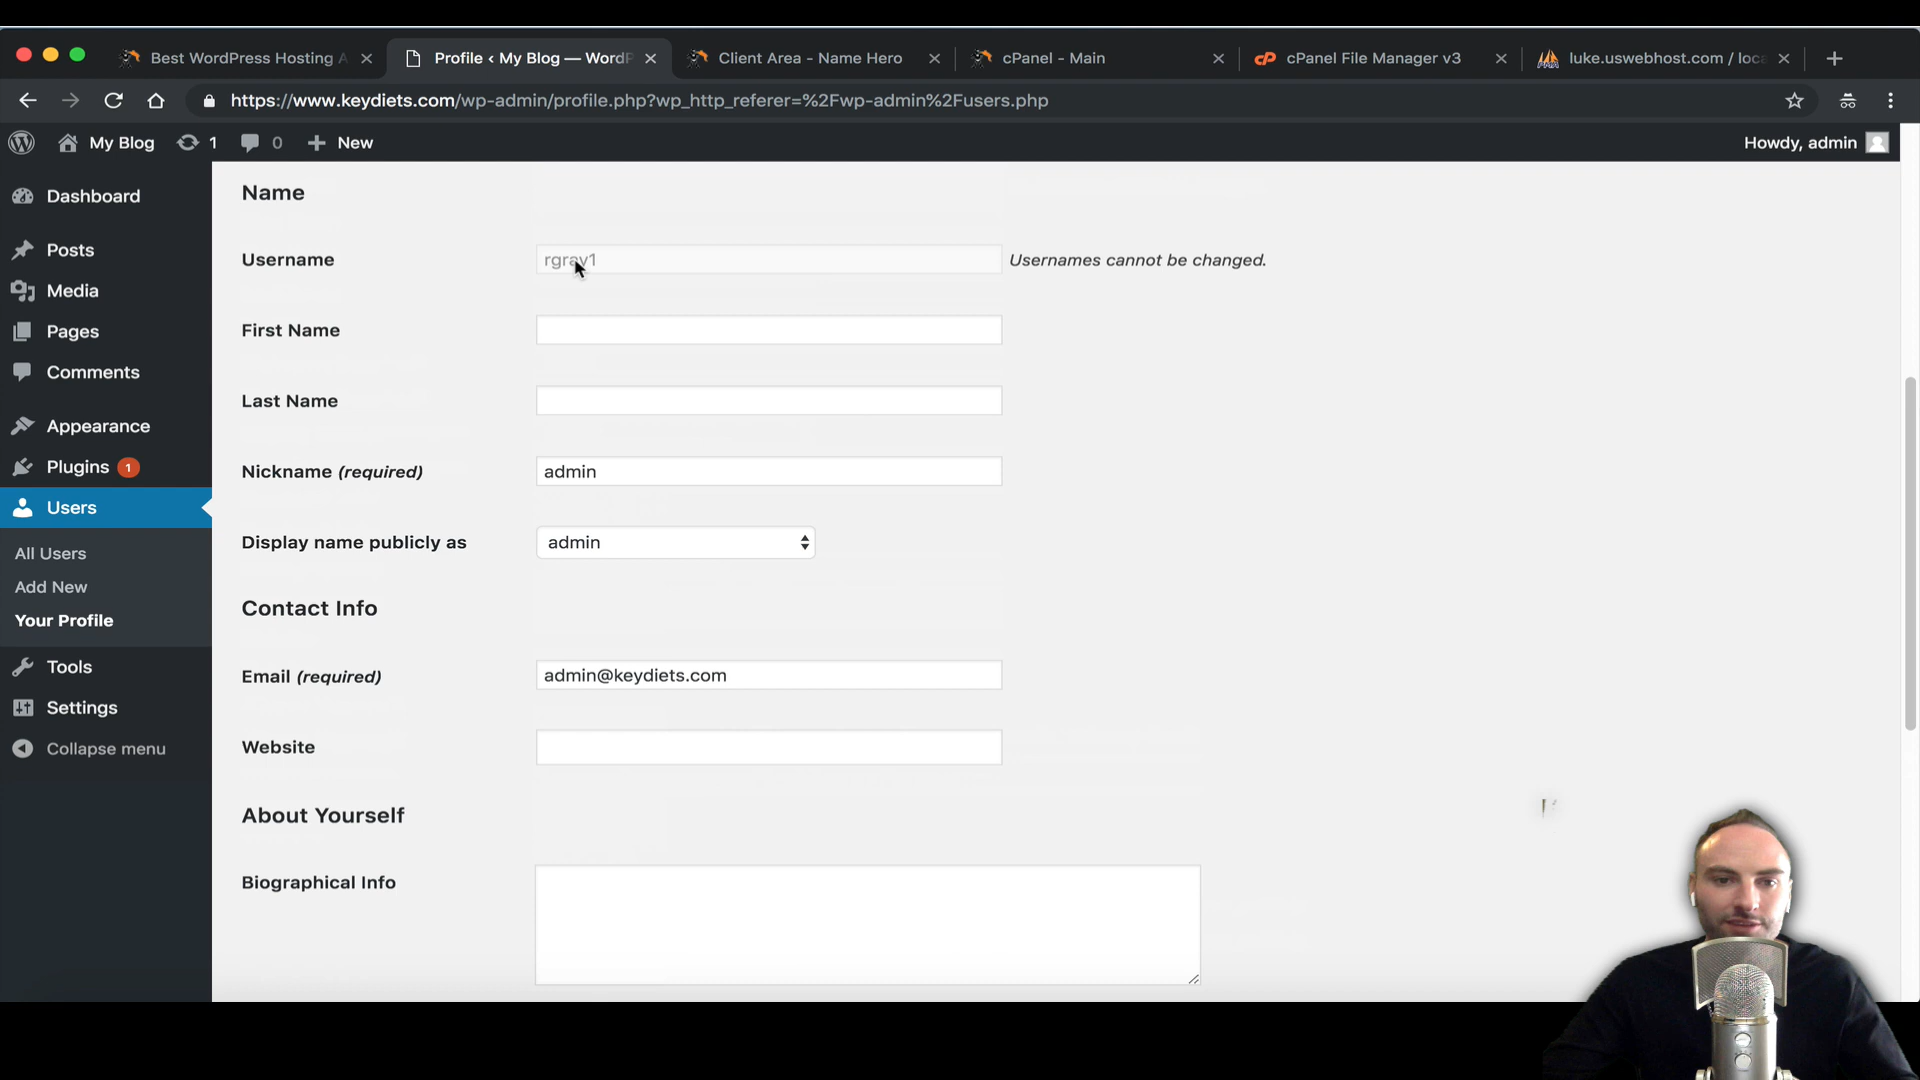 Best WordPress Hosting A
Profile ‹ My Blog — WordP
Client Area - Name Hero
cPanel - Main
cPanel File Manager v3
luke.uswebhost.com / loca
https://www.keydiets.com/wp-admin/profile.php?wp_http_referer=%2Fwp-admin%2Fusers.php
My Blog
1
0
New
Howdy, admin
Dashboard
Posts
Media
Pages
Comments
Appearance
Plugins 1
Users
All Users
Add New
Your Profile
Tools
Settings
Collapse menu
Name
Username
rgray1
Usernames cannot be changed.
First Name
Last Name
Nickname (required)
admin
Display name publicly as
admin
Contact Info
Email (required)
admin@keydiets.com
Website
About Yourself
Biographical Info